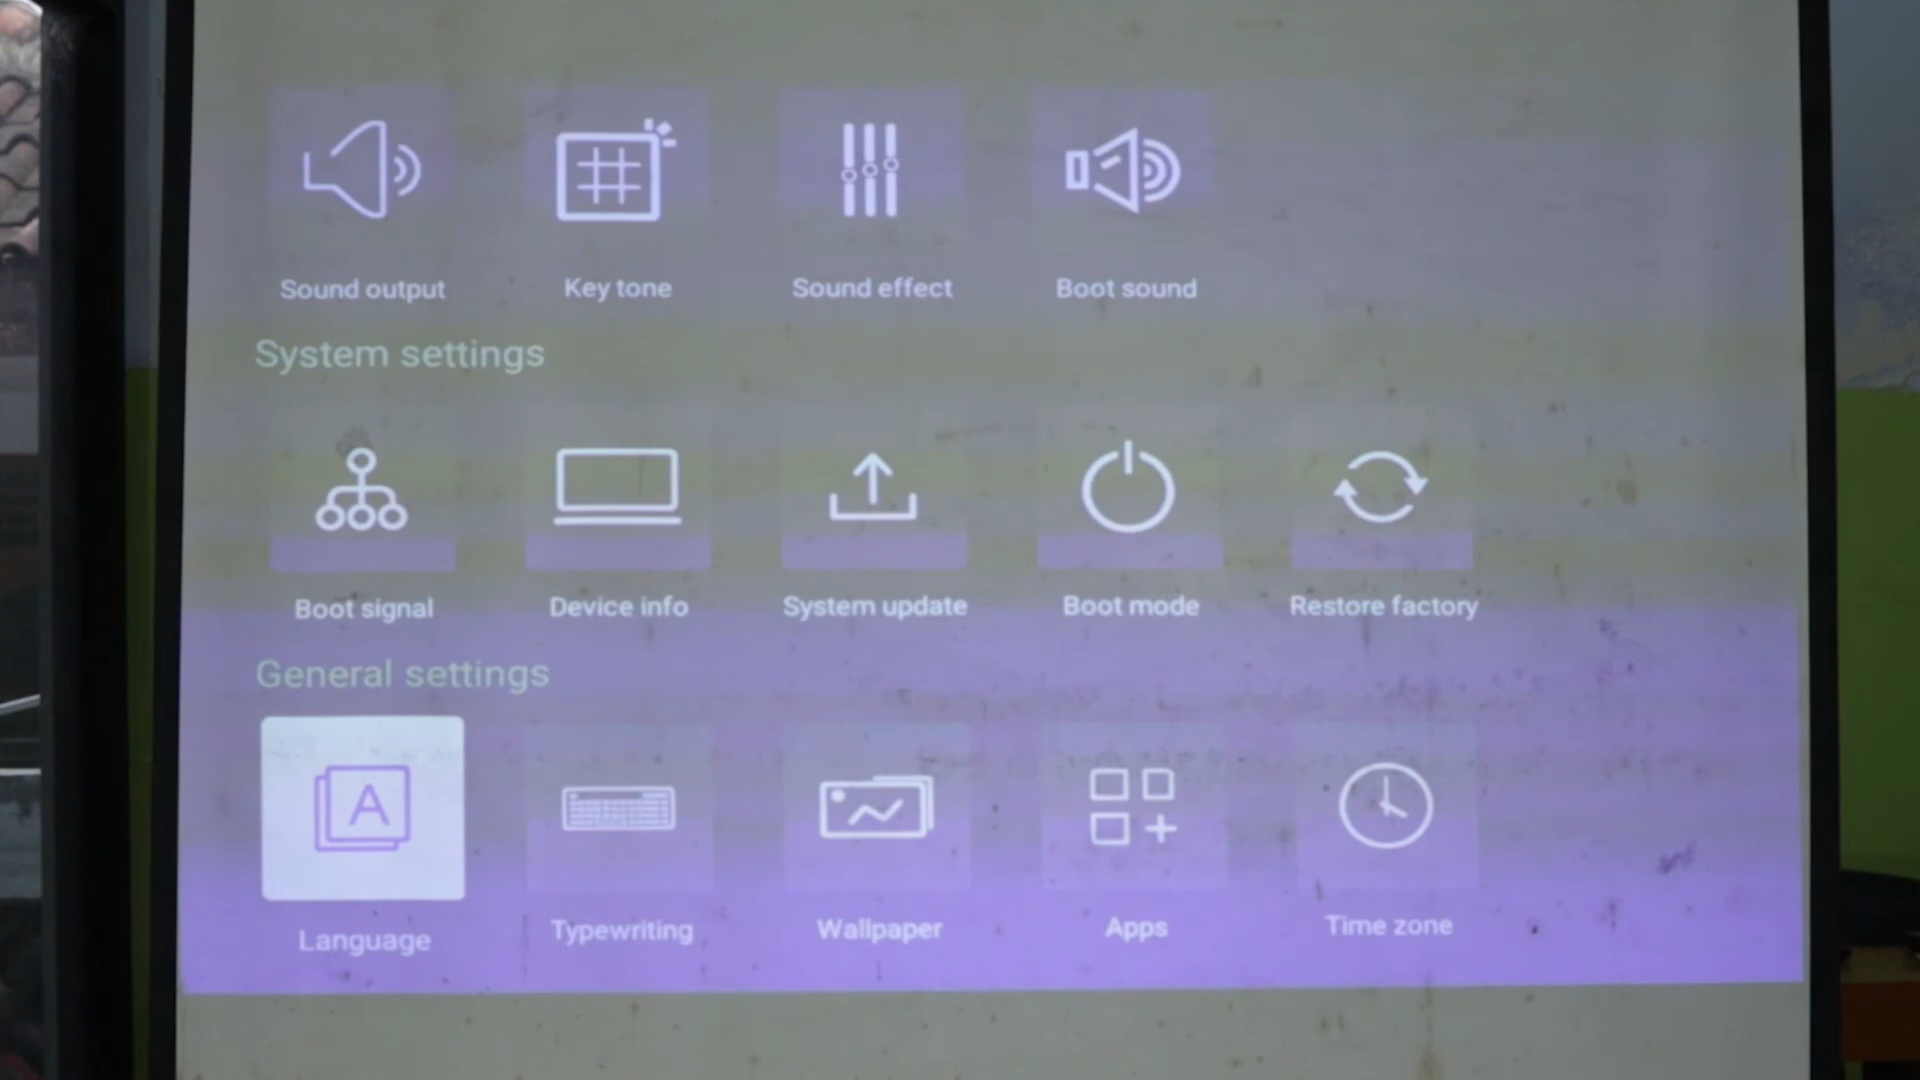 Sound output Key tone Sound effect Boot sound
System settings
Boot signal Device info System update Boot mode Restore factory
General settings
A
Language Typewriting Wallpaper Apps Time zone